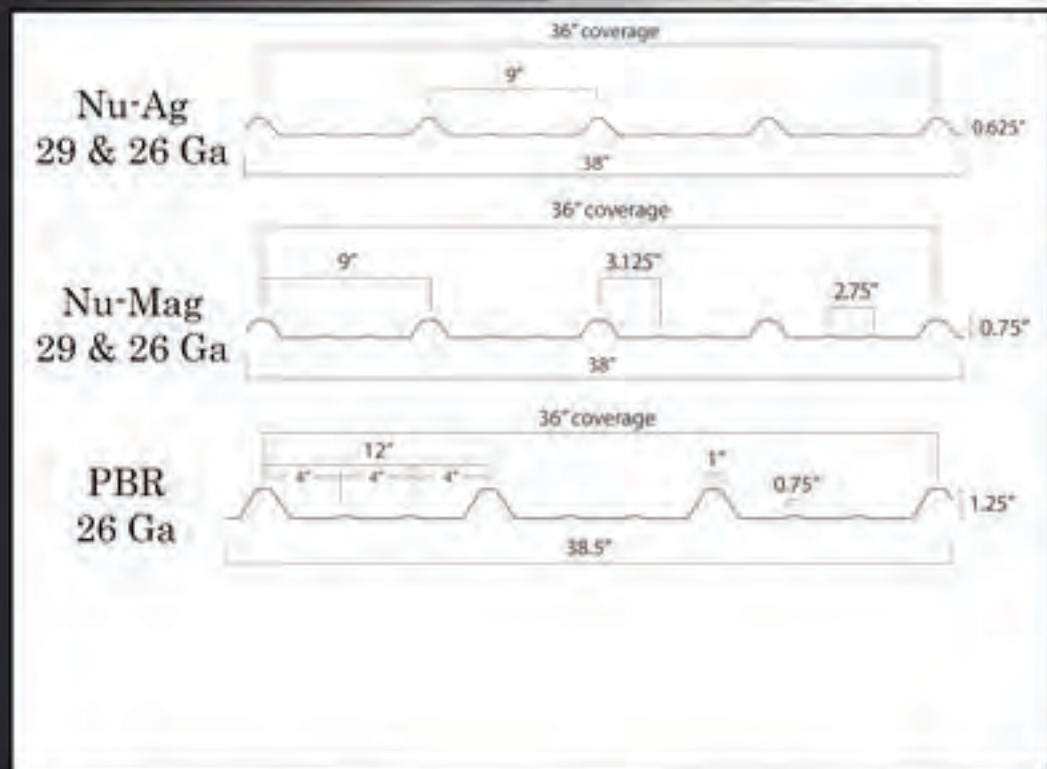 36" coverage
9"
Nu-Ag
29 & 26 Ga
0.625"
38"
36" coverage
9"
3.125"
2.75"
Nu-Mag
29 & 26 Ga
0.75"
38"
36" coverage
12"
4" 4" 4"
1"
0.75"
PBR
26 Ga
1.25"
38.5"